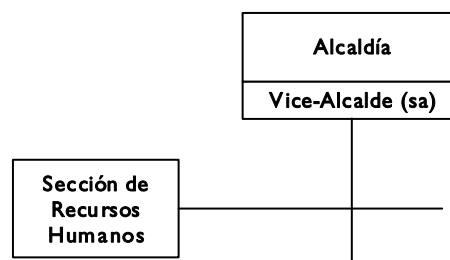 Alcaldía
Vice-Alcalde (sa)
Sección de
Recursos
Humanos